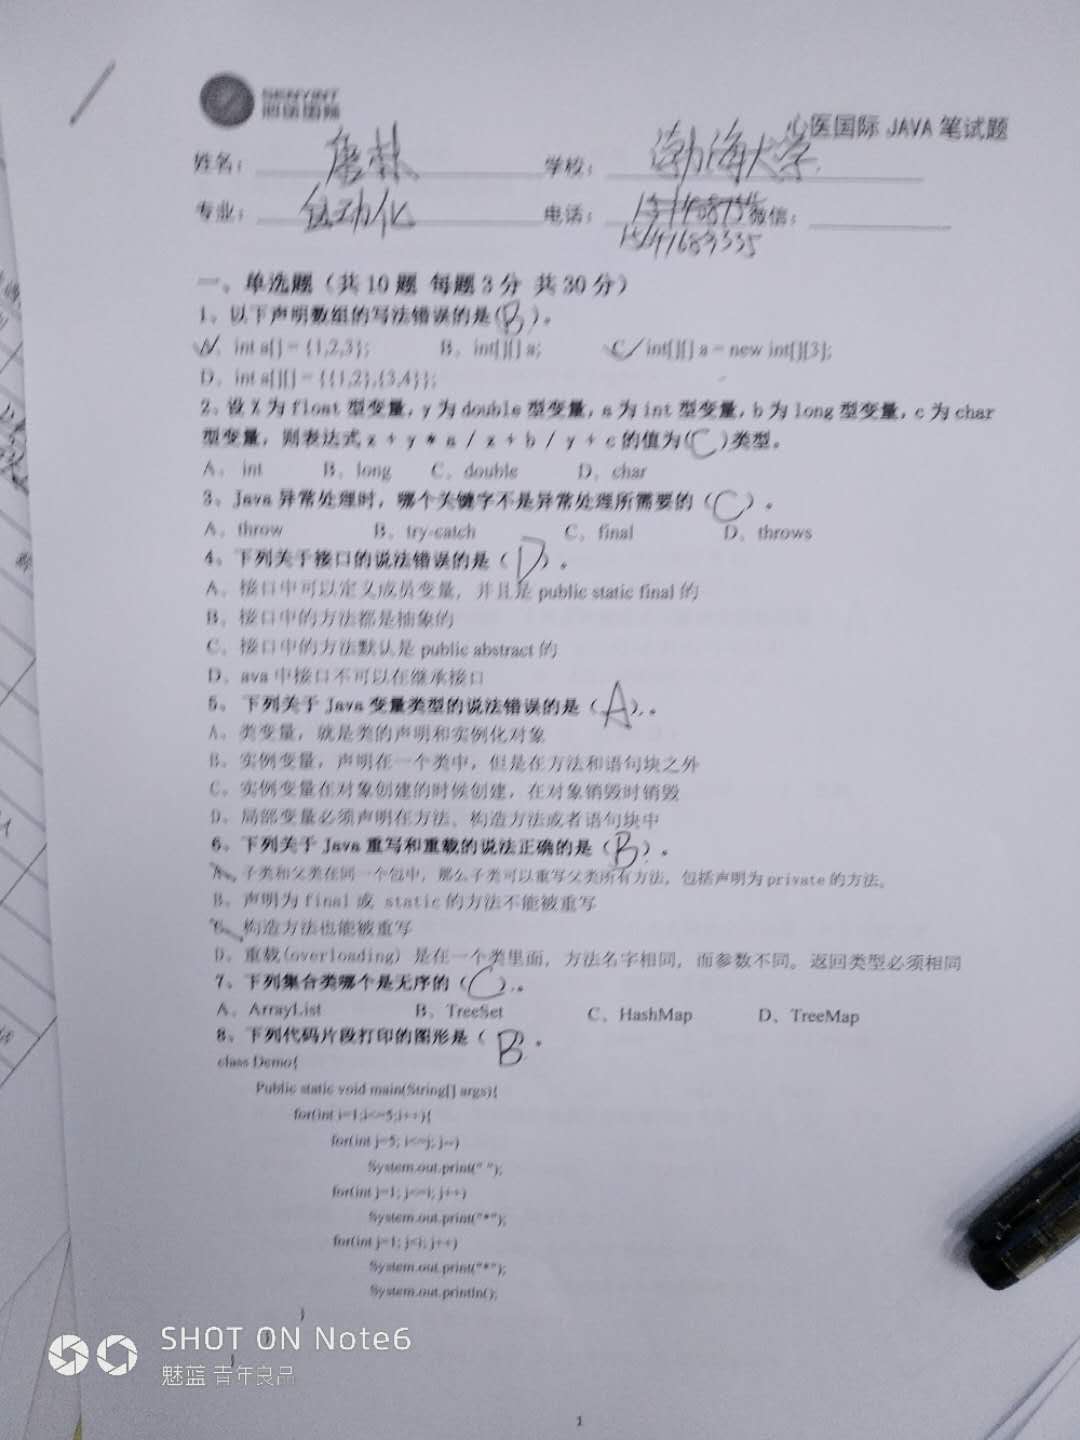 SENYINT
心医国际
心医国际 JAVA 笔试题
姓名： 林 学校： 渤海大学
专业： 自动化 电话： 微信：
15141683335
一、单选题（共10题 每题3分 共30分）
1、以下声明数组的写法错误的是(B)。
A、int a[] = {1,2,3}; B、int[][] a; C、int[][] a = new int[][3];
D、int a[][] = {{1,2},{3,4}};
2、设 X 为 float 型变量，y 为 double 型变量，a 为 int 型变量，b 为 long 型变量，c 为 char
型变量，则表达式 x + y * a / x + b / y + c 的值为(C)类型。
A、int B、long C、double D、char
3、Java 异常处理时，哪个关键字不是异常处理所需要的（C）。
A、throw B、try-catch C、final D、throws
4、下列关于接口的说法错误的是（D）。
A、接口中可以定义成员变量，并且是 public static final 的
B、接口中的方法都是抽象的
C、接口中的方法默认是 public abstract 的
D、ava 中接口不可以在继承接口
5、下列关于 Java 变量类型的说法错误的是（A）。
A、类变量，就是类的声明和实例化对象
B、实例变量，声明在一个类中，但是在方法和语句块之外
C、实例变量在对象创建的时候创建，在对象销毁时销毁
D、局部变量必须声明在方法、构造方法或者语句块中
6、下列关于 Java 重写和重载的说法正确的是（B）。
A、子类和父类在同一个包中，那么子类可以重写父类所有方法，包括声明为 private 的方法。
B、声明为 final 或 static 的方法不能被重写
C、构造方法也能被重写
D、重载(overloading) 是在一个类里面，方法名字相同，而参数不同。返回类型必须相同
7、下列集合类哪个是无序的（C）。
A、ArrayList B、TreeSet C、HashMap D、TreeMap
8、下列代码片段打印的图形是（B）。
class Demo{
Public static void main(String[] args){
for(int i=1;i<=5;i++){
for(int j=5; i<=j; j--)
System.out.print(" ");
for(int j=1; j<=i; j++)
System.out.print("*");
for(int j=1; j<i; j++)
System.out.print("*");
System.out.println();
}
}
}
SHOT ON Note6
魅蓝 青年良品
1